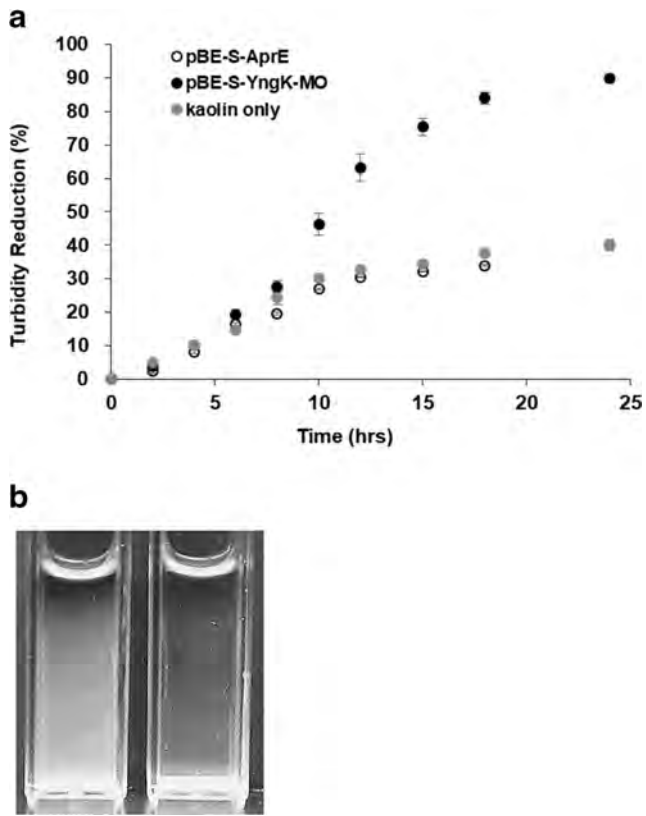 a
100
90
80
70
60
50
40
30
20
10
0
Turbidity Reduction (%)
pBE-S-AprE
pBE-S-YngK-MO
kaolin only
0 5 10 15 20 25
Time (hrs)
b